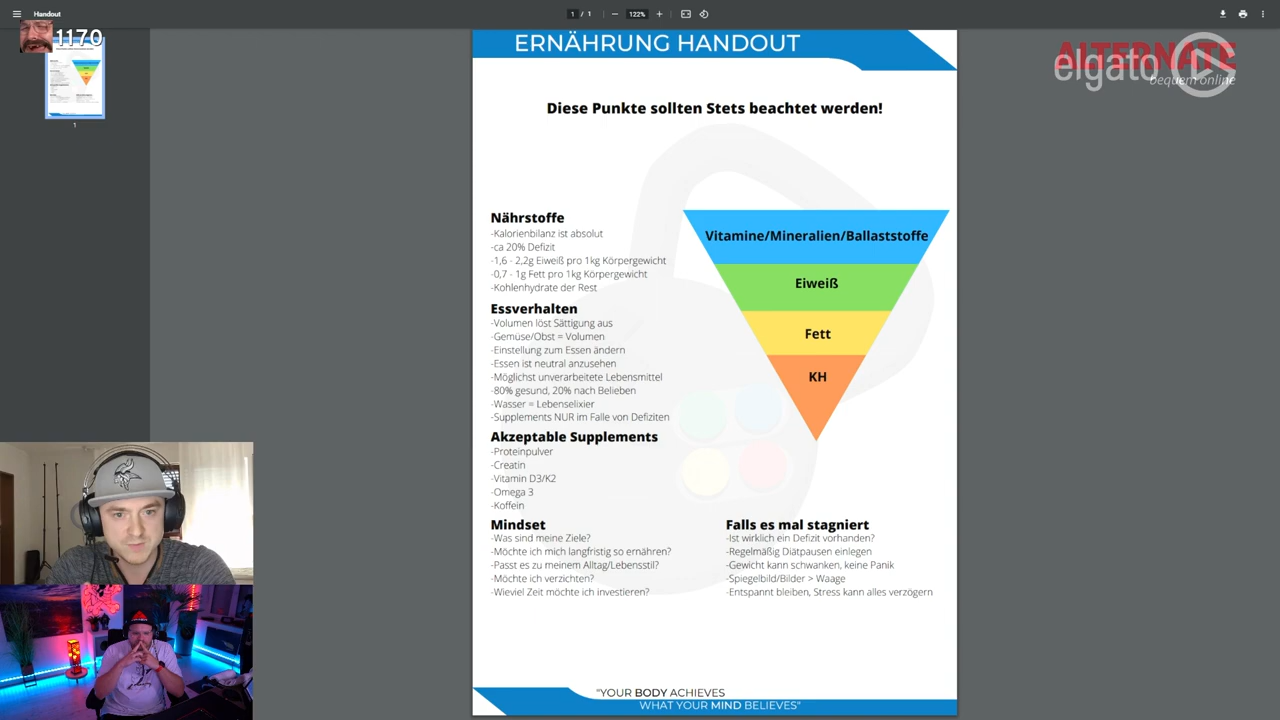 Handout
1 / 1
122%
1170
1
ALTERNATE
elgato
bequem online
ERNÄHRUNG HANDOUT
Diese Punkte sollten Stets beachtet werden!
Nährstoffe
-Kalorienbilanz ist absolut
-ca 20% Defizit
-1,6 - 2,2g Eiweiß pro 1kg Körpergewicht
-0,7 - 1g Fett pro 1kg Körpergewicht
-Kohlenhydrate der Rest
Vitamine/Mineralien/Ballaststoffe
Eiweiß
Fett
KH
Essverhalten
-Volumen löst Sättigung aus
-Gemüse/Obst = Volumen
-Einstellung zum Essen ändern
-Essen ist neutral anzusehen
-Möglichst unverarbeitete Lebensmittel
-80% gesund, 20% nach Belieben
-Wasser = Lebenselixier
-Supplements NUR im Falle von Defiziten
Akzeptable Supplements
-Proteinpulver
-Creatin
-Vitamin D3/K2
-Omega 3
-Koffein
Mindset
-Was sind meine Ziele?
-Möchte ich mich langfristig so ernähren?
-Passt es zu meinem Alltag/Lebensstil?
-Möchte ich verzichten?
-Wieviel Zeit möchte ich investieren?
Falls es mal stagniert
-Ist wirklich ein Defizit vorhanden?
-Regelmäßig Diätpausen einlegen
-Gewicht kann schwanken, keine Panik
-Spiegelbild/Bilder > Waage
-Entspannt bleiben, Stress kann alles verzögern
"YOUR BODY ACHIEVES
WHAT YOUR MIND BELIEVES"